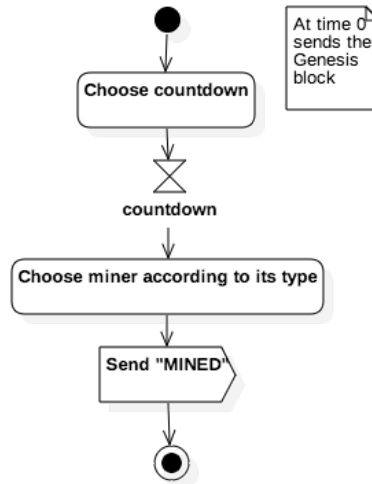 At time 0
sends the
Genesis
block
Choose countdown
countdown
Choose miner according to its type
Send "MINED"